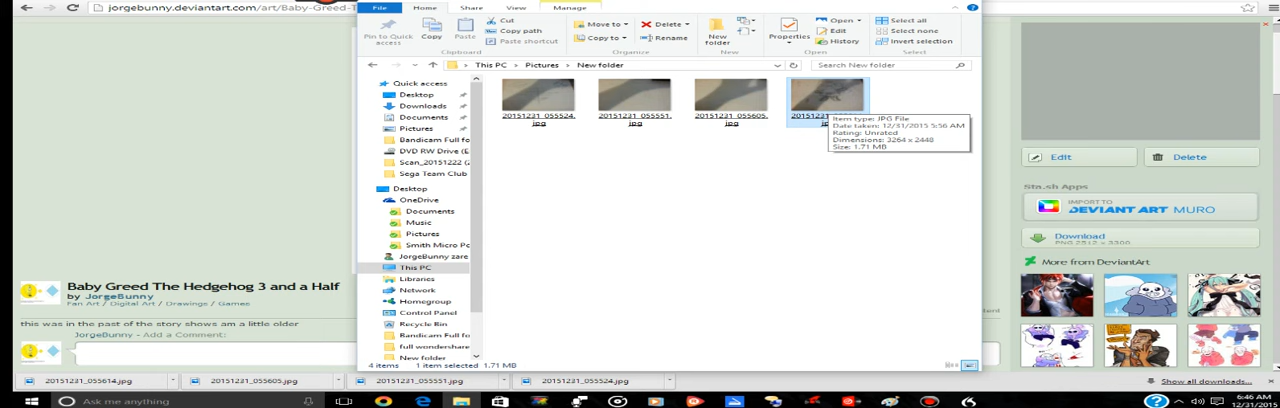 jorgebunny.deviantart.com/art/Baby-Greed-T
File
Home
Share
View
Manage
Pin to Quick access
Copy
Paste
Cut
Copy path
Paste shortcut
Clipboard
Move to
Copy to
Delete
Rename
Organize
New folder
New
Properties
Open
Edit
History
Open
Select all
Select none
Invert selection
Select
This PC > Pictures > New folder
Search New folder
Quick access
Desktop
Downloads
Documents
Pictures
Bandicam Full fo
DVD RW Drive (E
Scan_20151222 (2
Sega Team Club
Desktop
OneDrive
Documents
Music
Pictures
Smith Micro Po
JorgeBunny zare
This PC
Libraries
Network
Homegroup
Control Panel
Recycle Bin
Bandicam Full fo
full wondershare
New folder
20151231_055524.jpg
20151231_055551.jpg
20151231_055605.jpg
Item type: JPG File
Date taken: 12/31/2015 5:56 AM
Rating: Unrated
Dimensions: 3264 x 2448
Size: 1.71 MB
4 items
1 item selected 1.71 MB
Baby Greed The Hedgehog 3 and a Half
by JorgeBunny
Fan Art / Digital Art / Drawings / Games
this was in the past of the story shows am a little older
JorgeBunny - Add a Comment:
Edit
Delete
Sta.sh Apps
IMPORT TO
DEVIANT ART MURO
Download
PNG 2512 x 3300
More from DeviantArt
20151231_055614.jpg
20151231_055605.jpg
20151231_055551.jpg
20151231_055524.jpg
Show all downloads...
Ask me anything
6:46 AM
12/31/2015